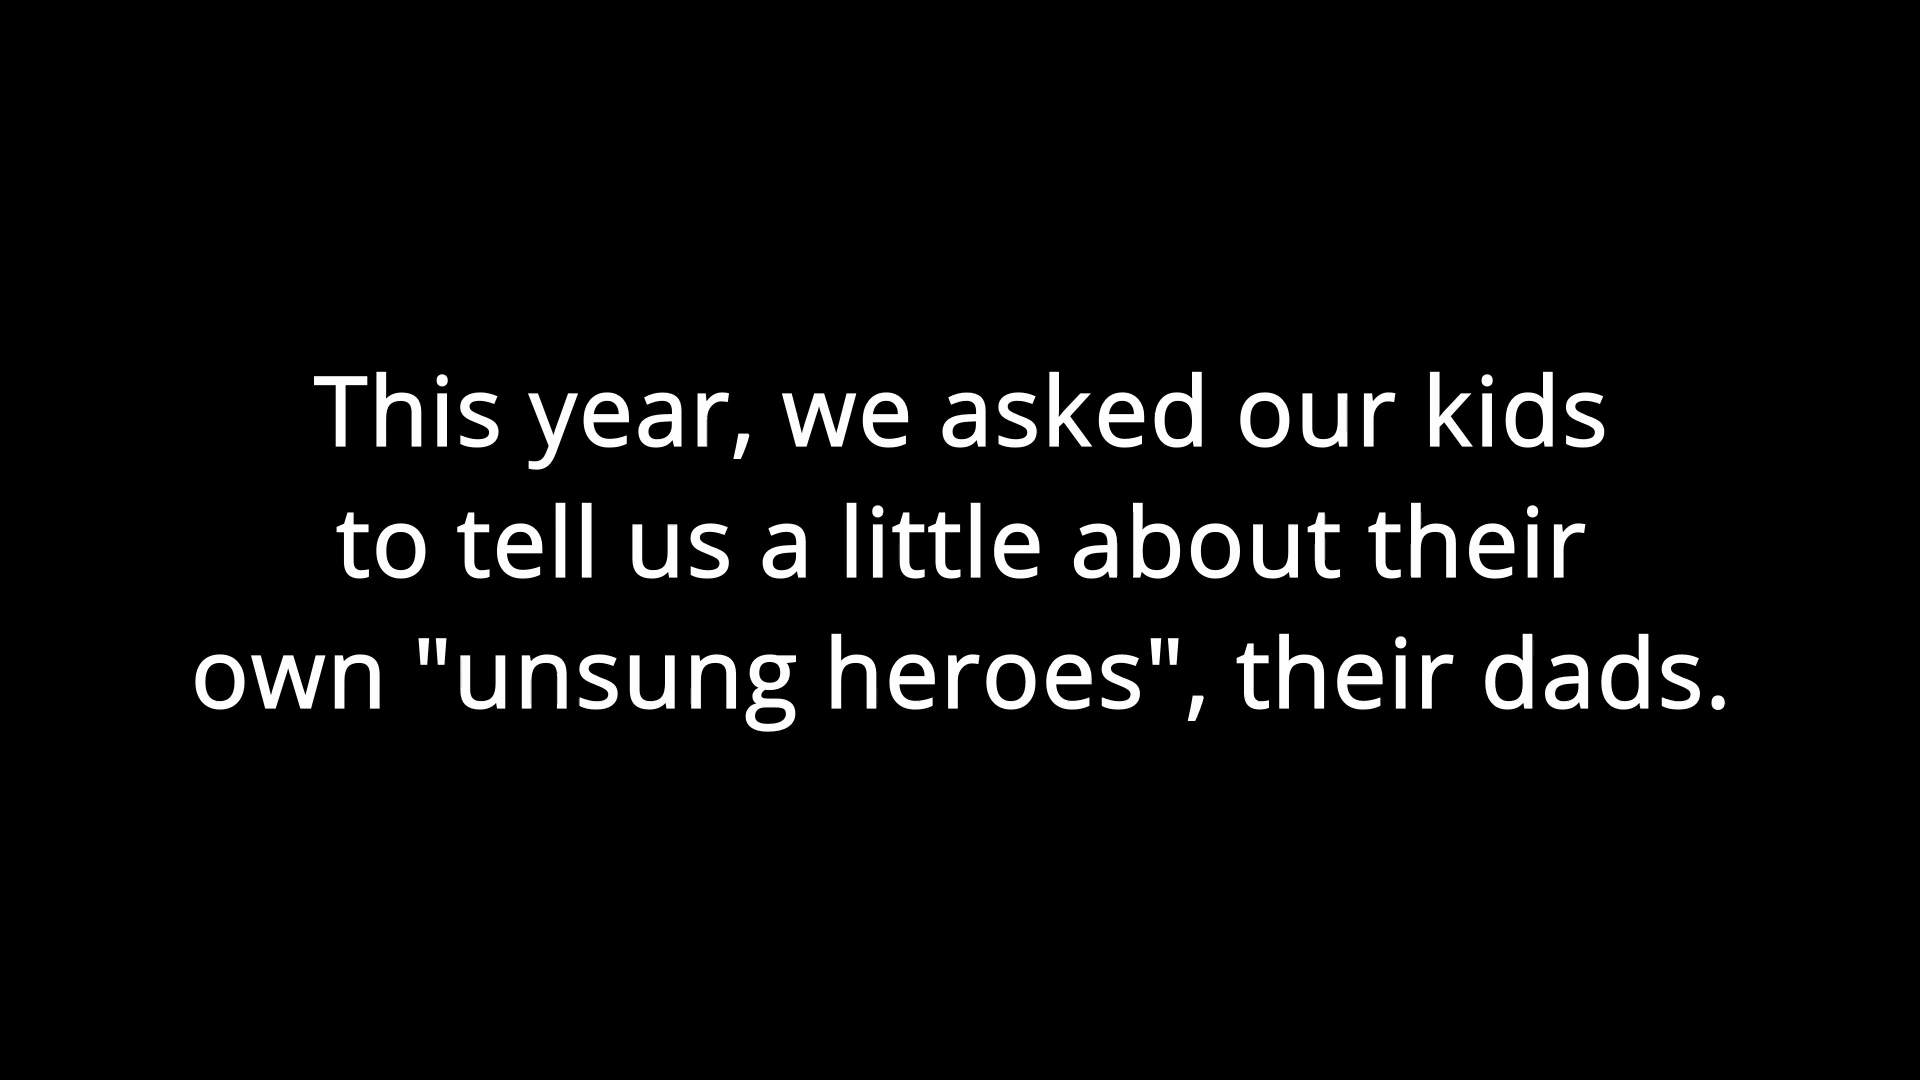 This year, we asked our kids
to tell us a little about their
own "unsung heroes", their dads.